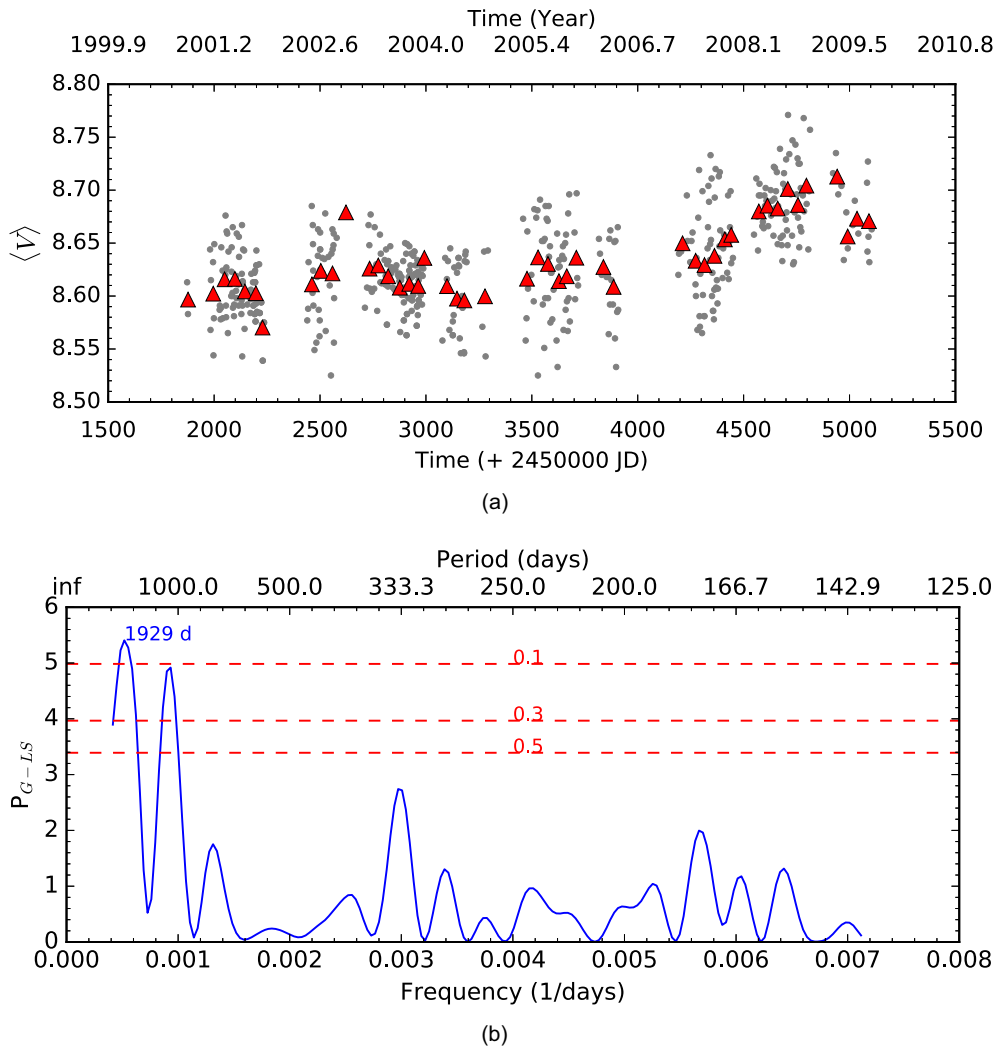 Time (Year)
1999.9 2001.2 2002.6 2004.0 2005.4 2006.7 2008.1 2009.5 2010.8
8.80
8.75
8.70
8.65
8.60
8.55
8.50
⟨V⟩
1500 2000 2500 3000 3500 4000 4500 5000 5500
Time (+ 2450000 JD)
(a)
Period (days)
inf 1000.0 500.0 333.3 250.0 200.0 166.7 142.9 125.0
6
5
4
3
2
1
0
P_{G-LS}
1929 d
0.1
0.3
0.5
0.000 0.001 0.002 0.003 0.004 0.005 0.006 0.007 0.008
Frequency (1/days)
(b)